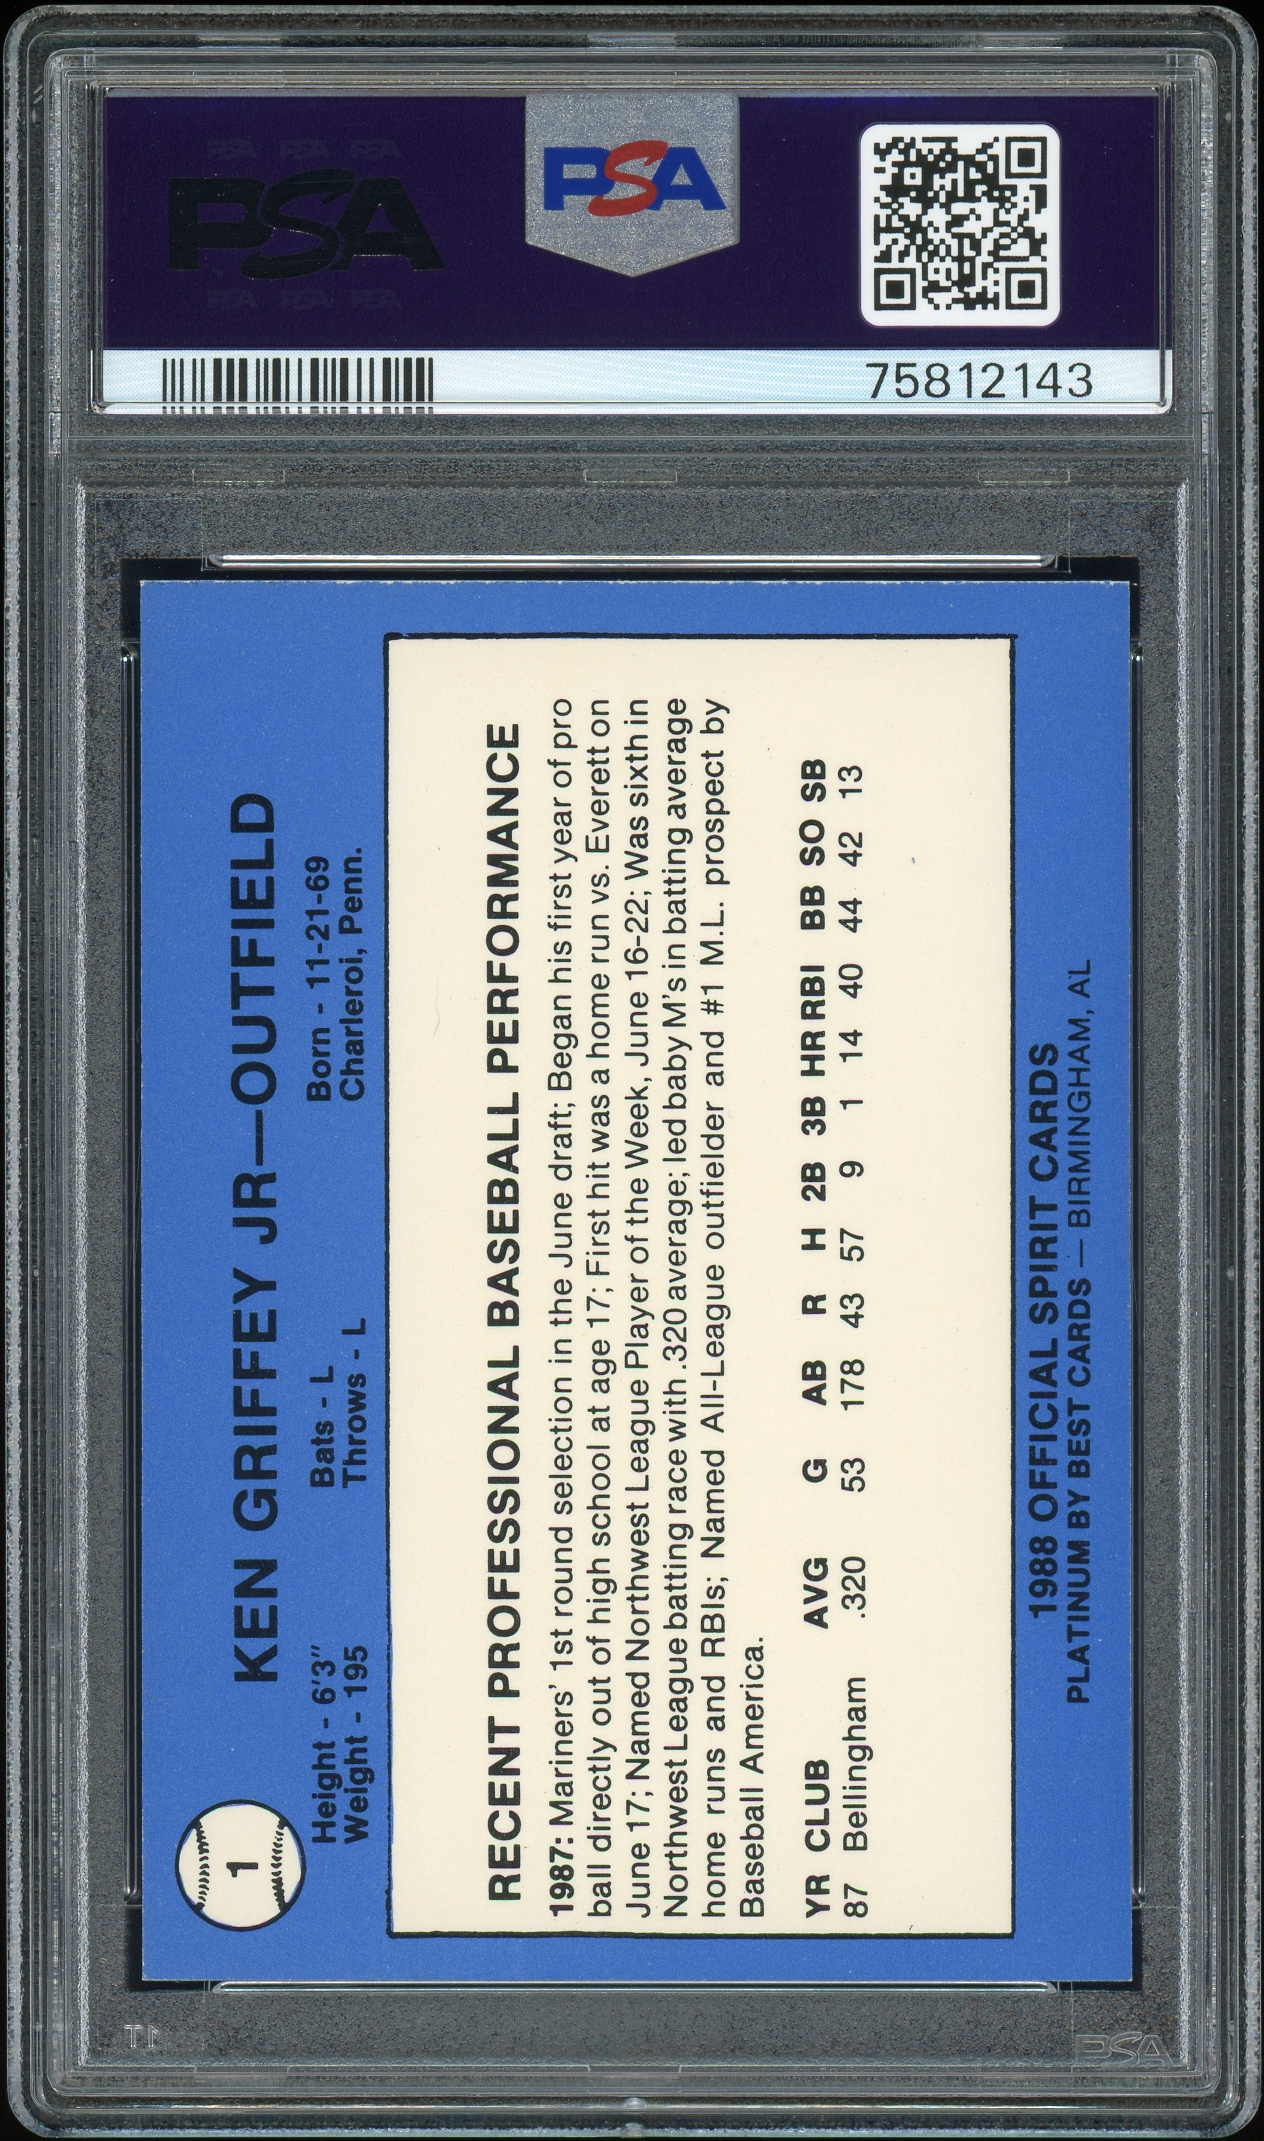 PSA PSA PSA
PSA
PSA PSA PSA
PSA
75812143
1
KEN GRIFFEY JR—OUTFIELD
Height - 6'3" Bats - L Born - 11-21-69
Weight - 195 Throws - L Charleroi, Penn.
RECENT PROFESSIONAL BASEBALL PERFORMANCE
1987: Mariners' 1st round selection in the June draft; Began his first year of pro
ball directly out of high school at age 17; First hit was a home run vs. Everett on
June 17; Named Northwest League Player of the Week, June 16-22; Was sixth in
Northwest League batting race with .320 average; led baby M's in batting average
home runs and RBIs; Named All-League outfielder and #1 M.L. prospect by
Baseball America.
YR CLUB AVG G AB R H 2B 3B HR RBI BB SO SB
87 Bellingham .320 53 178 43 57 9 1 14 40 44 42 13
1988 OFFICIAL SPIRIT CARDS
PLATINUM BY BEST CARDS — BIRMINGHAM, AL
PSA